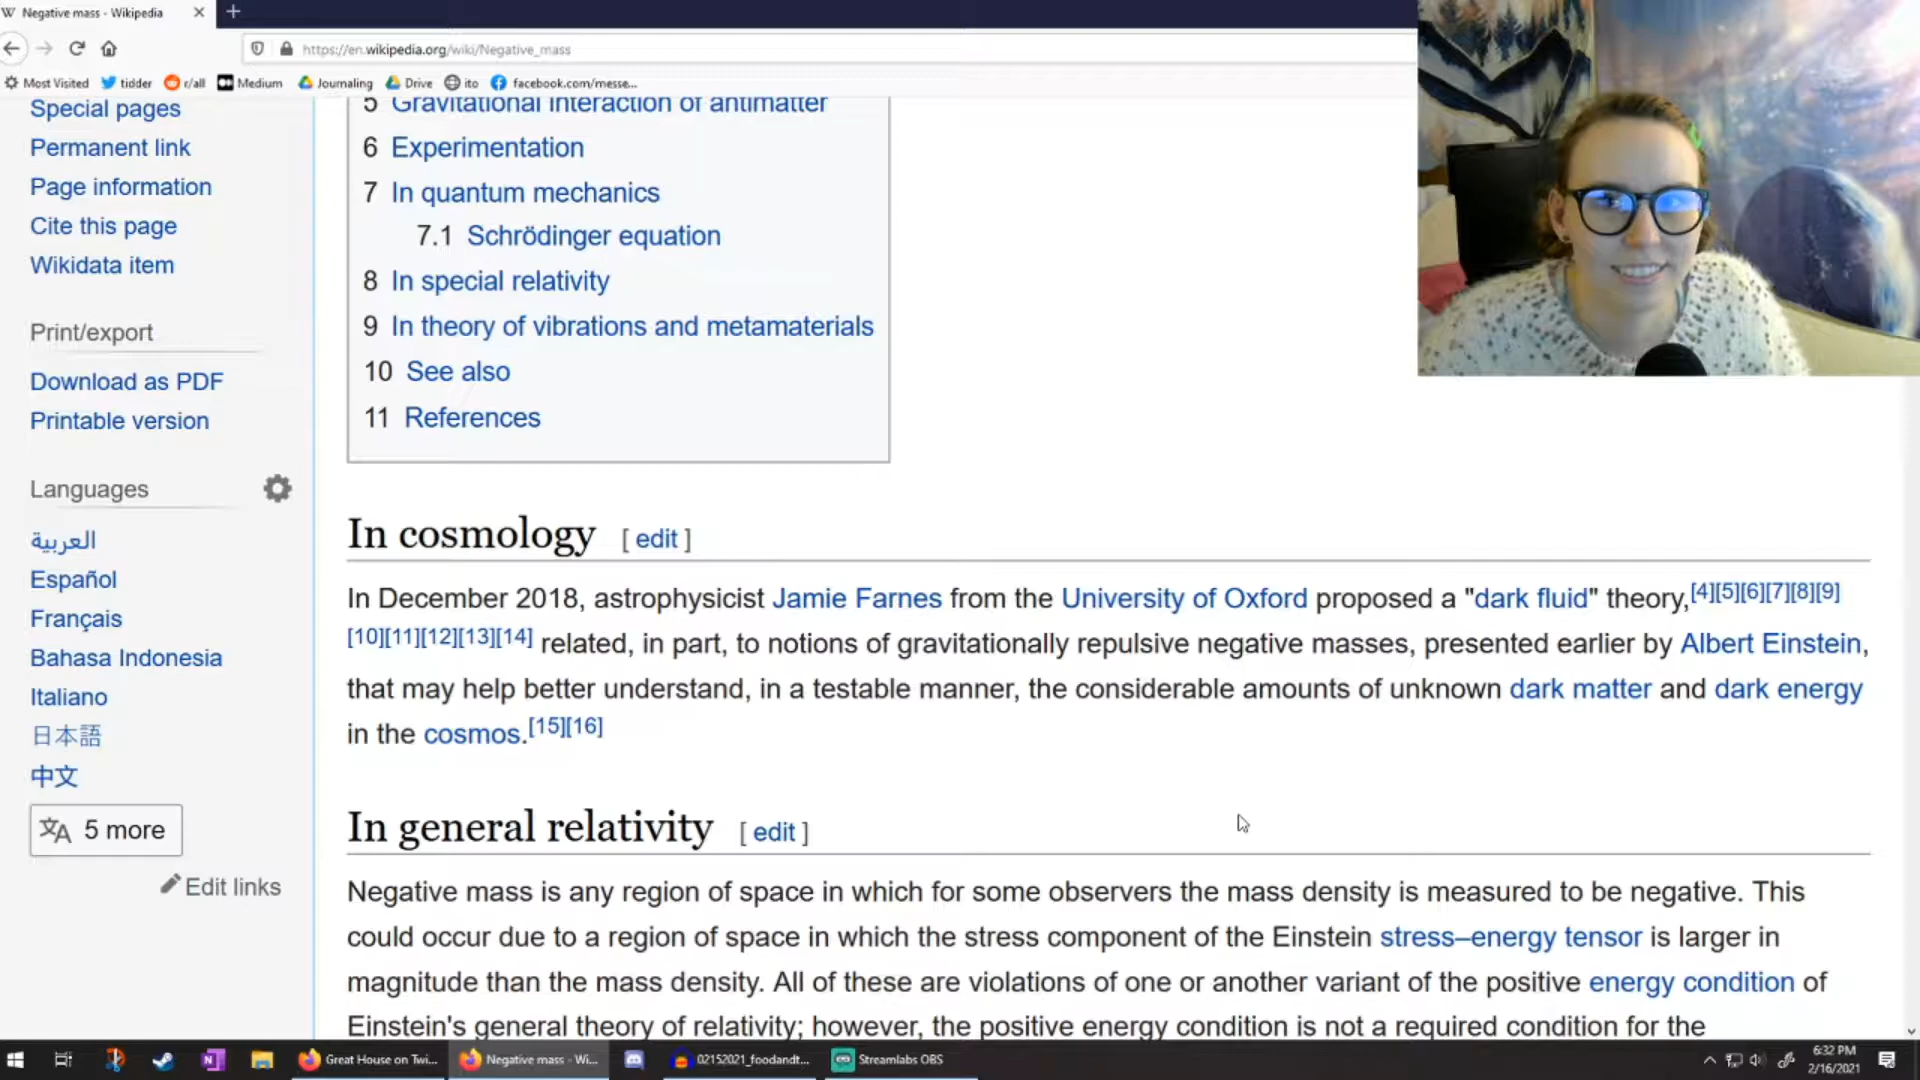 Negative mass - Wikipedia
https://en.wikipedia.org/wiki/Negative_mass
Most Visited tidder r/all Medium Journaling Drive ito facebook.com/messe...
Special pages
Permanent link
Page information
Cite this page
Wikidata item
Print/export
Download as PDF
Printable version
Languages
العربية
Español
Français
Bahasa Indonesia
Italiano
日本語
中文
5 more
Edit links
5 Gravitational interaction of antimatter
6 Experimentation
7 In quantum mechanics
7.1 Schrödinger equation
8 In special relativity
9 In theory of vibrations and metamaterials
10 See also
11 References
In cosmology [ edit ]
In December 2018, astrophysicist Jamie Farnes from the University of Oxford proposed a "dark fluid" theory,[4][5][6][7][8][9]
[10][11][12][13][14] related, in part, to notions of gravitationally repulsive negative masses, presented earlier by Albert Einstein,
that may help better understand, in a testable manner, the considerable amounts of unknown dark matter and dark energy
in the cosmos.[15][16]
In general relativity [ edit ]
Negative mass is any region of space in which for some observers the mass density is measured to be negative. This
could occur due to a region of space in which the stress component of the Einstein stress–energy tensor is larger in
magnitude than the mass density. All of these are violations of one or another variant of the positive energy condition of
Einstein's general theory of relativity; however, the positive energy condition is not a required condition for the
Great House on Twi... Negative mass - Wi... 02152021_foodandt... Streamlabs OBS
6:32 PM
2/16/2021